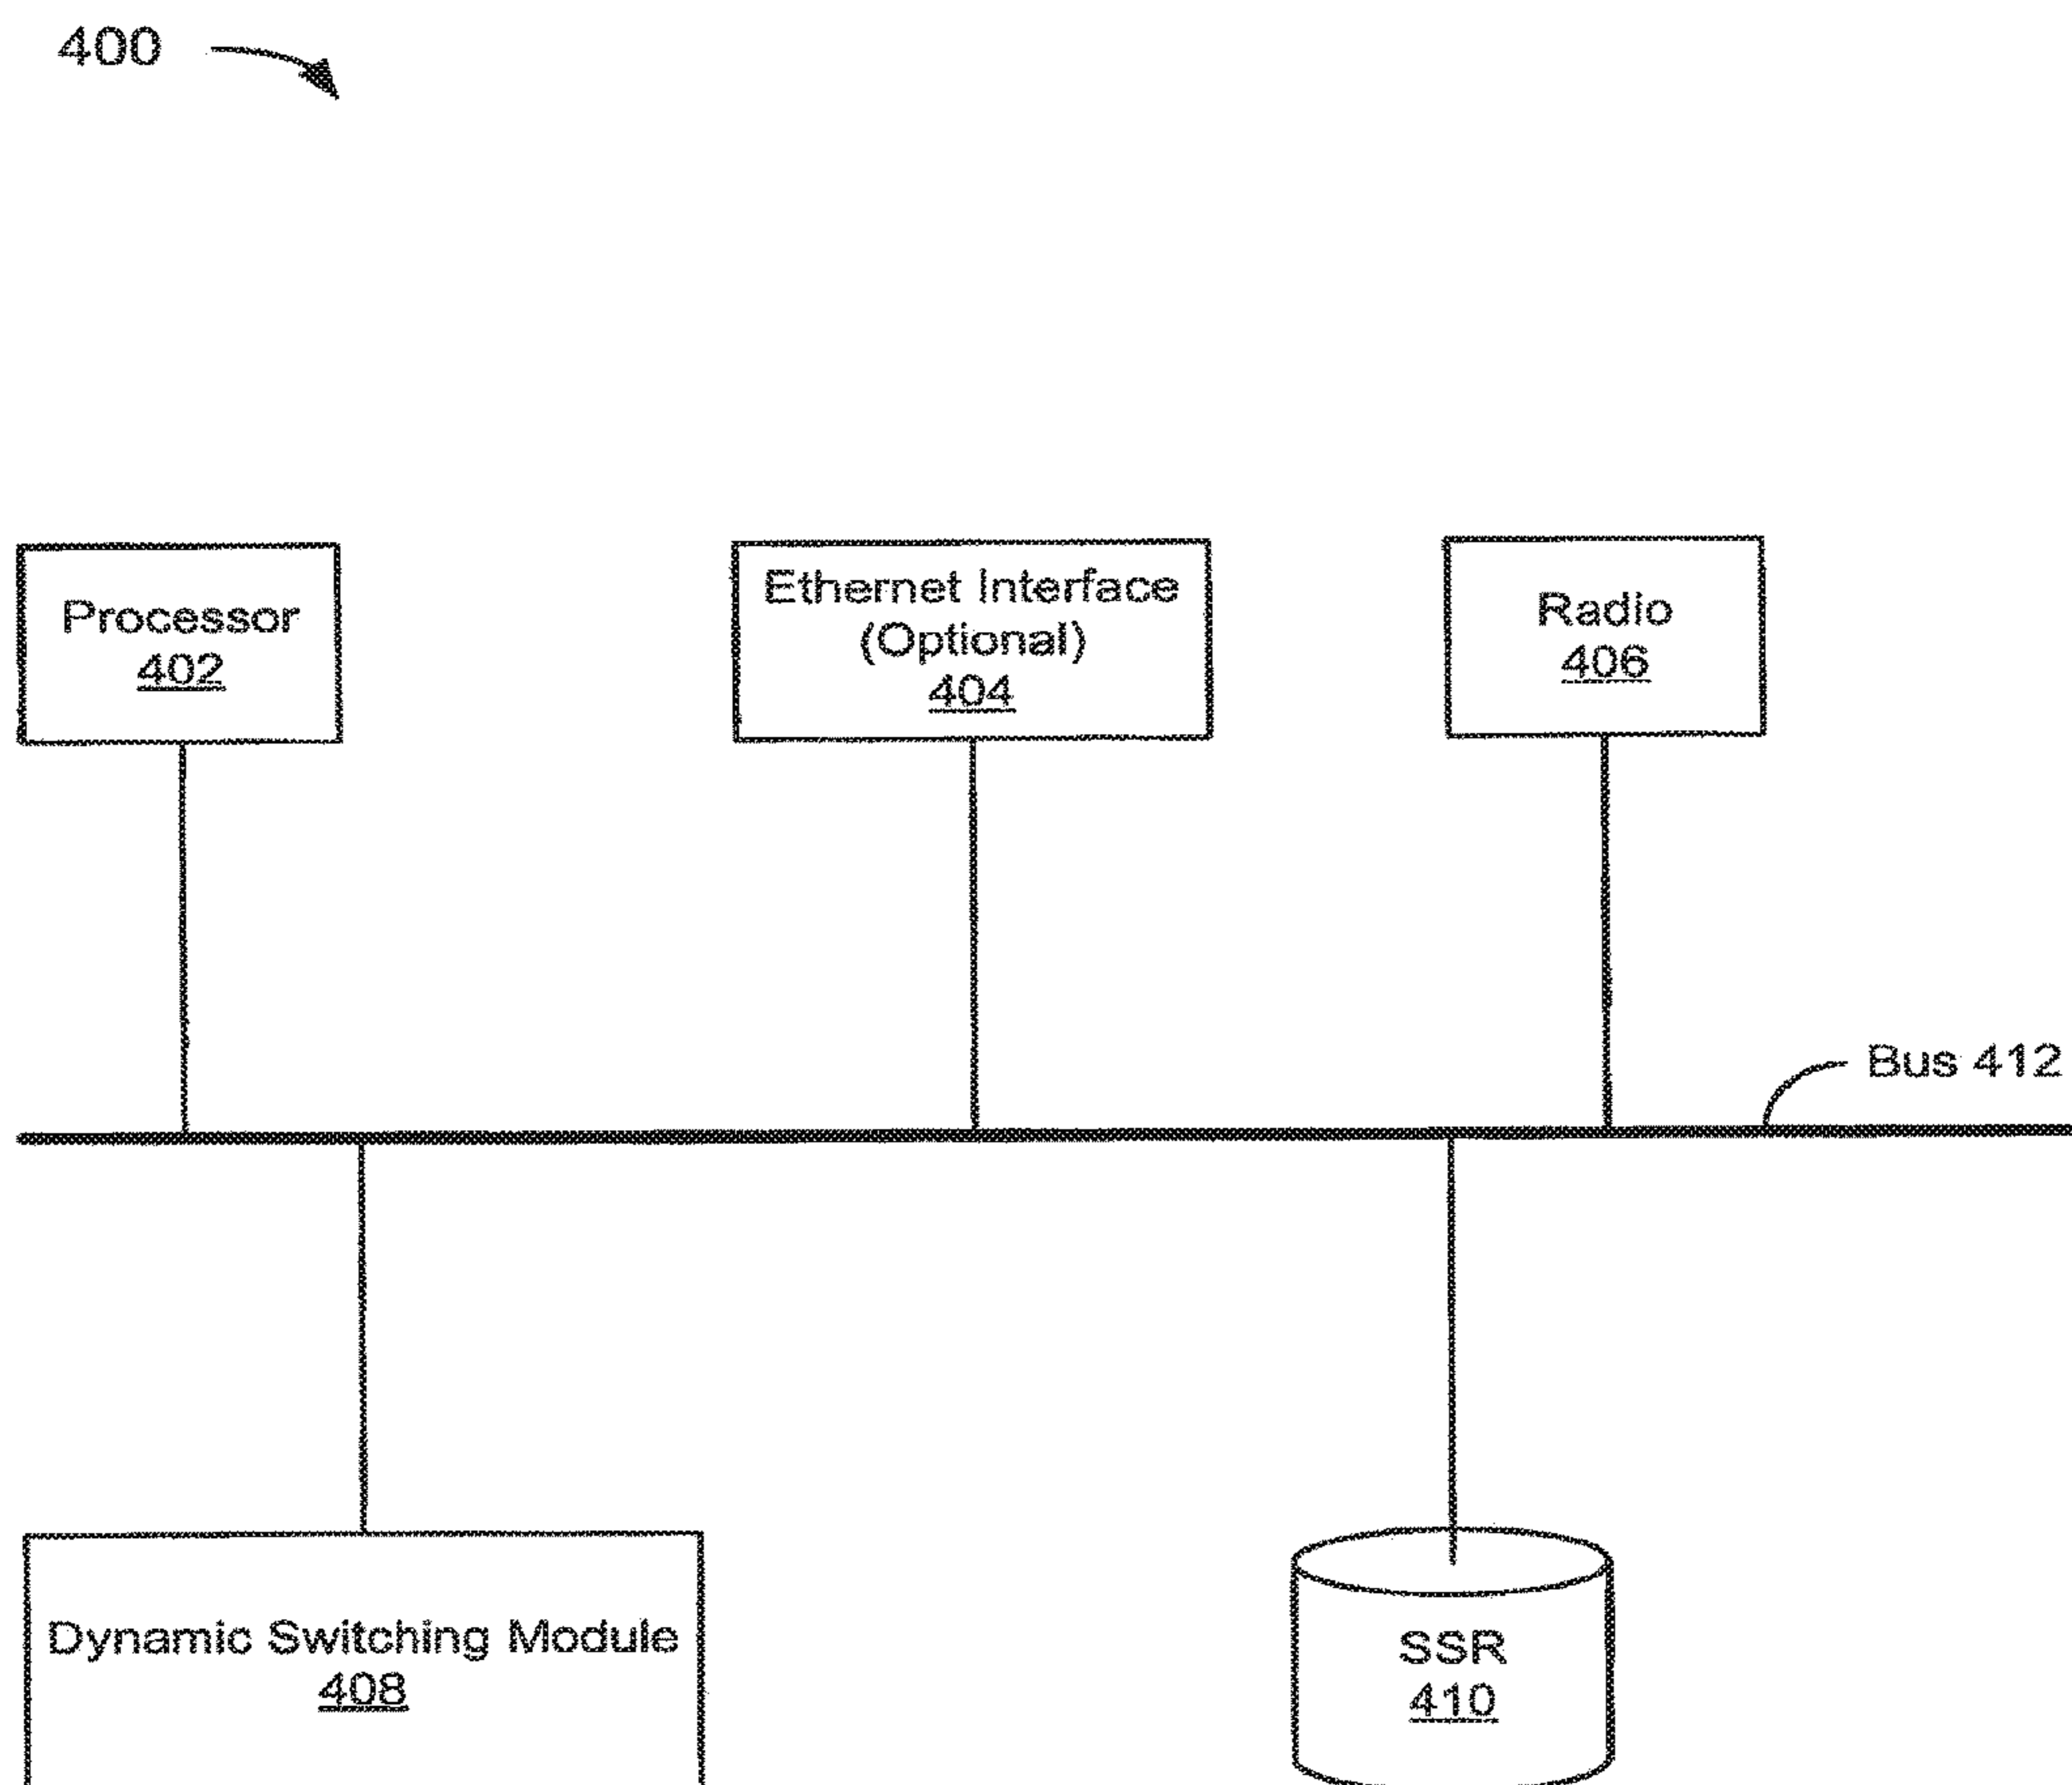 400
Processor
402
Ethernet Interface
(Optional)
404
Radio
406
Bus 412
Dynamic Switching Module
408
SSR
410